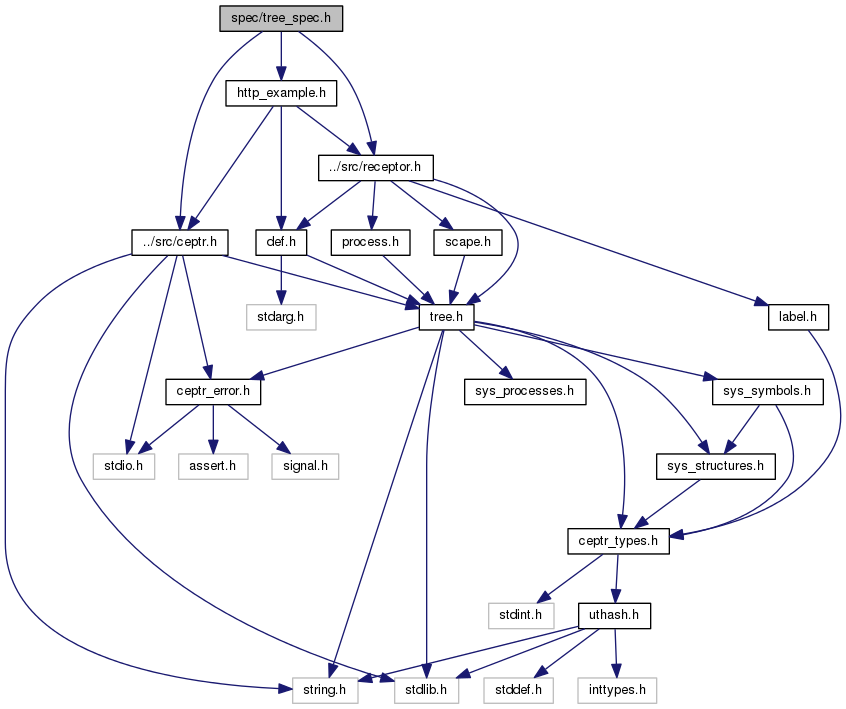 spec/tree_spec.h
http_example.h
../src/receptor.h
../src/ceptr.h
def.h
process.h
scape.h
stdarg.h
tree.h
label.h
ceptr_error.h
sys_processes.h
sys_symbols.h
stdio.h
assert.h
signal.h
sys_structures.h
ceptr_types.h
stdint.h
uthash.h
string.h
stdlib.h
stddef.h
inttypes.h